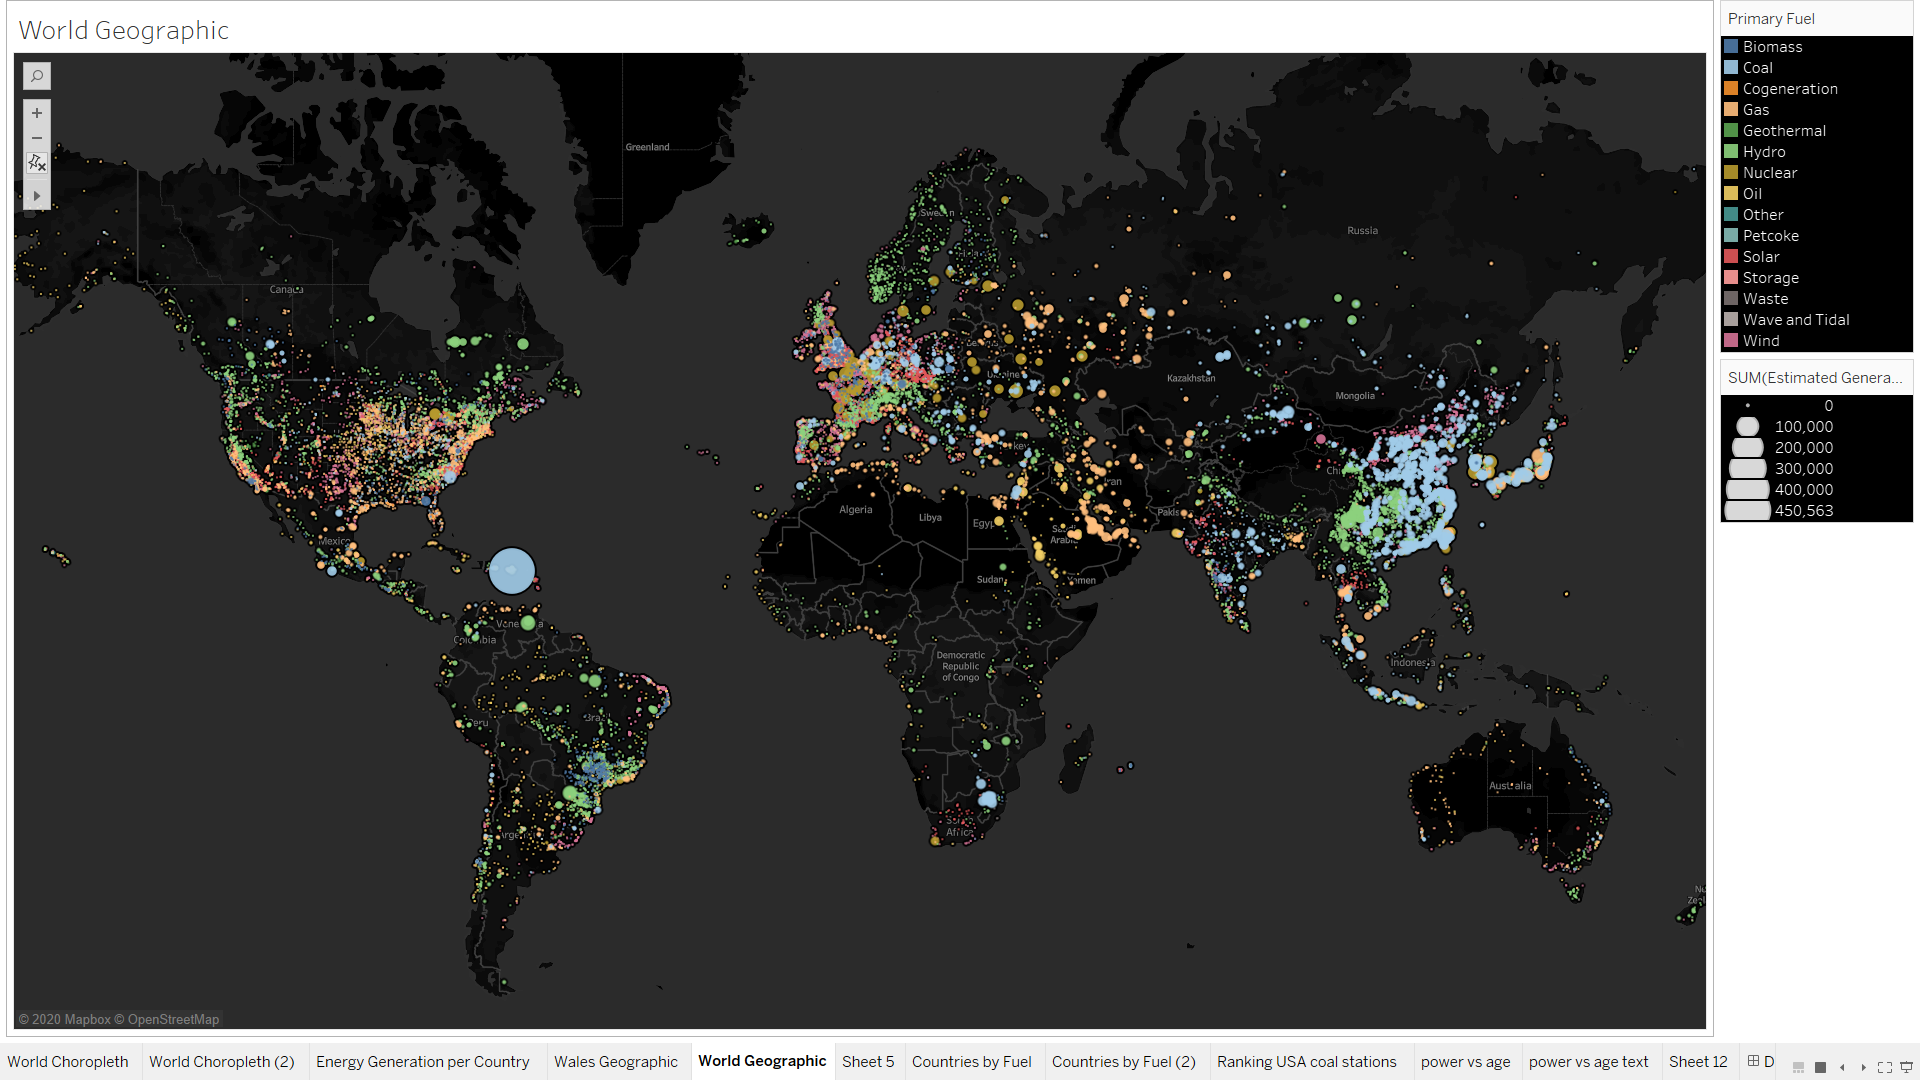 World Geographic
Primary Fuel
Biomass
Coal
Cogeneration
Gas
Geothermal
Hydro
Nuclear
Oil
Other
Petcoke
Solar
Storage
Waste
Wave and Tidal
Wind
SUM(Estimated Genera...
0
100,000
200,000
300,000
400,000
450,563
Greenland
Sweden
Russia
Canada
Kazakhstan
Ukraine
Mongolia
Algeria
Libya
Egypt
Iran
Saudi
Arabia
Mexico
Sudan
Yemen
Venezuela
Colombia
Democratic
Republic
of Congo
Indonesia
Peru
Brazil
Australia
South
Africa
© 2020 Mapbox © OpenStreetMap
World Choropleth
World Choropleth (2)
Energy Generation per Country
Wales Geographic
World Geographic
Sheet 5
Countries by Fuel
Countries by Fuel (2)
Ranking USA coal stations
power vs age
power vs age text
Sheet 12
D